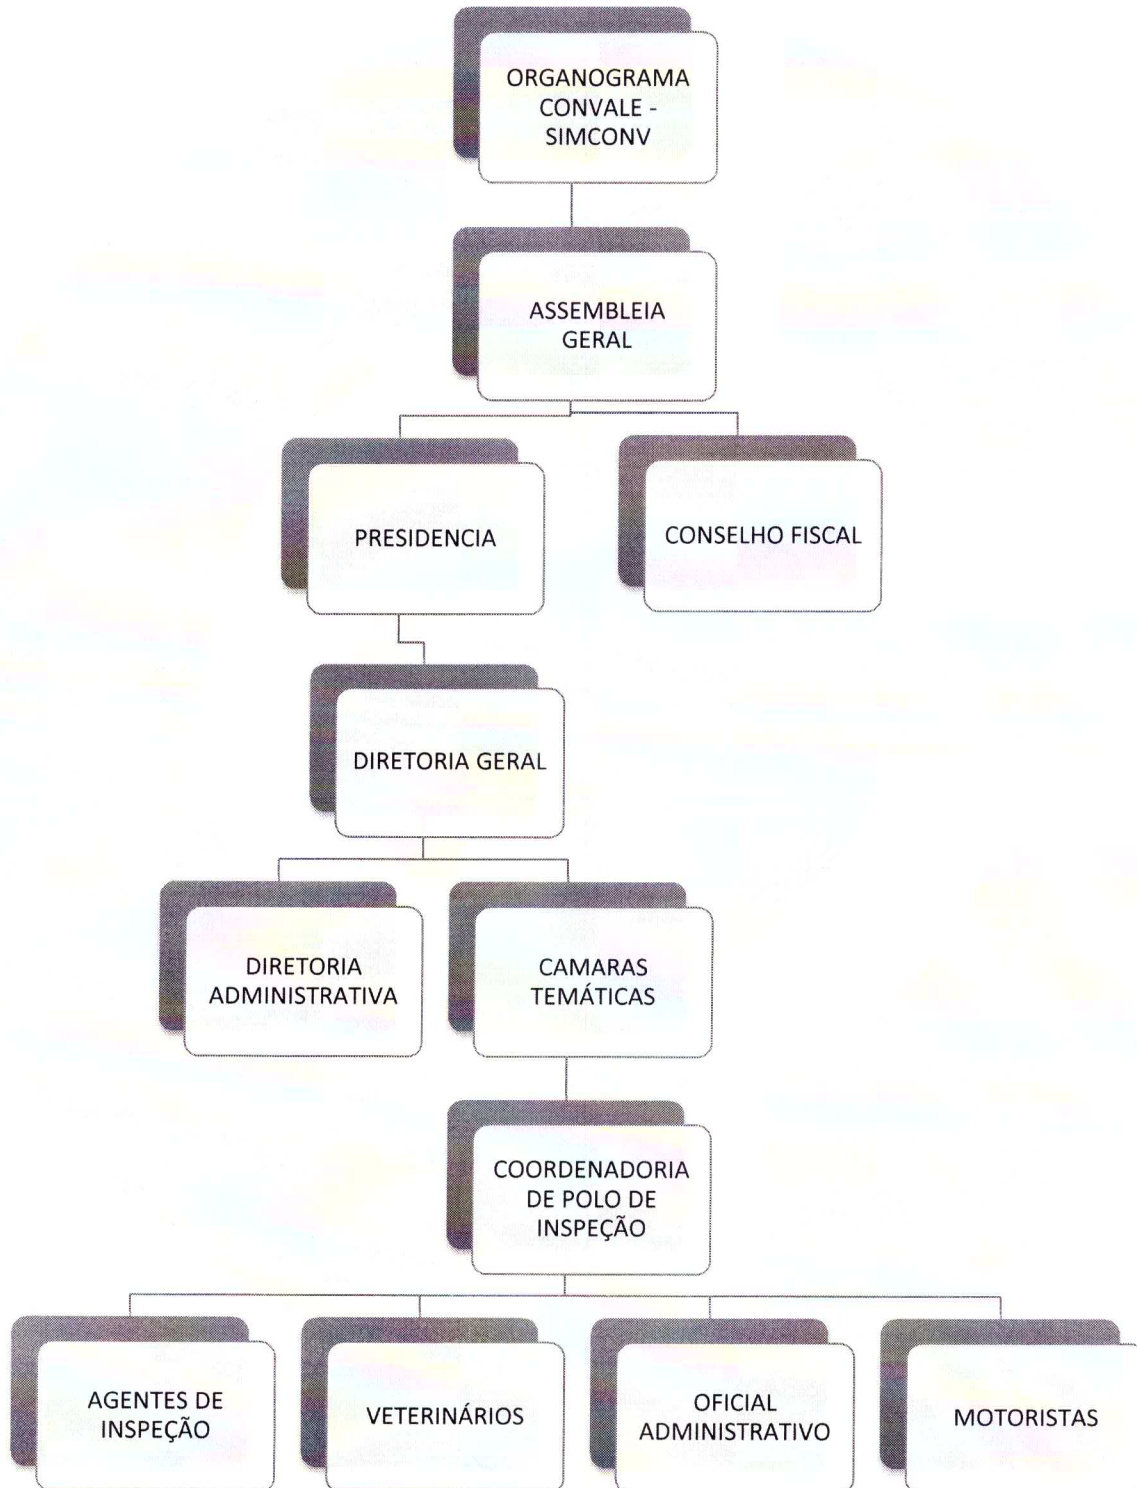 ORGANOGRAMA
CONVALE -
SIMCONV
ASSEMBLEIA
GERAL
PRESIDENCIA
CONSELHO FISCAL
DIRETORIA GERAL
DIRETORIA
ADMINISTRATIVA
CAMARAS
TEMÁTICAS
COORDENADORIA
DE POLO DE
INSPEÇÃO
AGENTES DE
INSPEÇÃO
VETERINÁRIOS
OFICIAL
ADMINISTRATIVO
MOTORISTAS